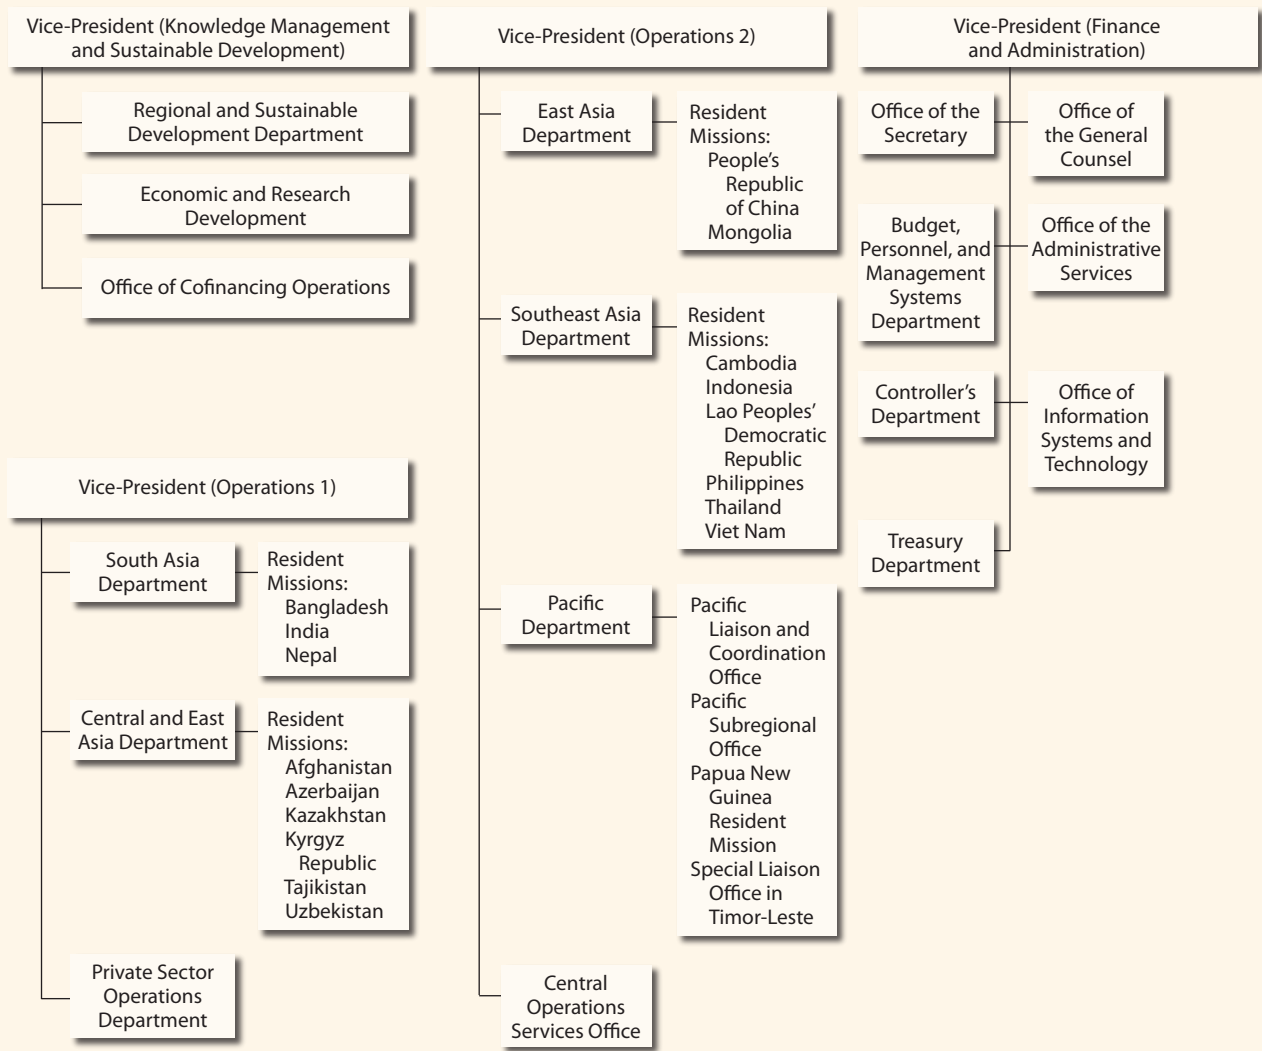 Vice-President (Knowledge Management
and Sustainable Development)
Regional and Sustainable
Development Department
Economic and Research
Development
Office of Cofinancing Operations
Vice-President (Operations 1)
South Asia
Department
Resident
Missions:
Bangladesh
India
Nepal
Central and East
Asia Department
Resident
Missions:
Afghanistan
Azerbaijan
Kazakhstan
Kyrgyz
Republic
Tajikistan
Uzbekistan
Private Sector
Operations
Department
Vice-President (Operations 2)
East Asia
Department
Resident
Missions:
People's
Republic
of China
Mongolia
Southeast Asia
Department
Resident
Missions:
Cambodia
Indonesia
Lao Peoples'
Democratic
Republic
Philippines
Thailand
Viet Nam
Pacific
Department
Pacific
Liaison and
Coordination
Office
Pacific
Subregional
Office
Papua New
Guinea
Resident
Mission
Special Liaison
Office in
Timor-Leste
Central
Operations
Services Office
Vice-President (Finance
and Administration)
Office of the
Secretary
Office of
the General
Counsel
Budget,
Personnel, and
Management
Systems
Department
Office of the
Administrative
Services
Controller's
Department
Office of
Information
Systems and
Technology
Treasury
Department